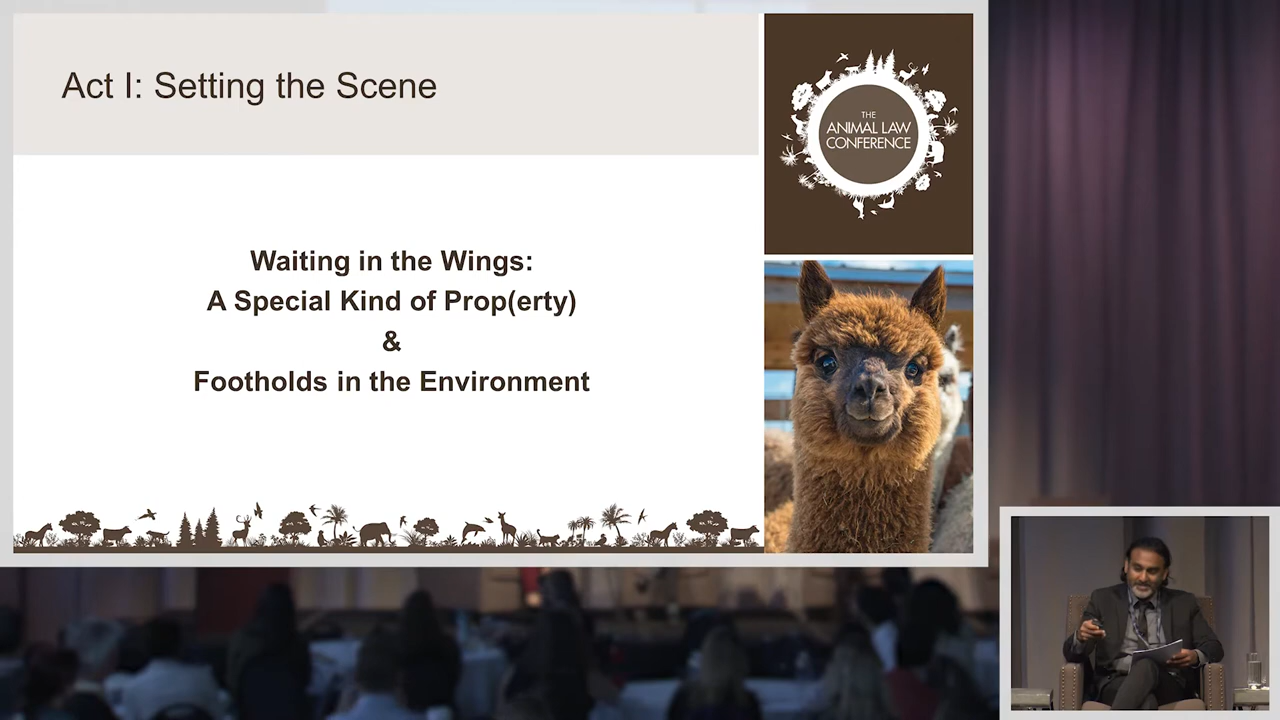 Act I: Setting the Scene
THE
ANIMAL LAW
CONFERENCE
Waiting in the Wings:
A Special Kind of Prop(erty)
&
Footholds in the Environment